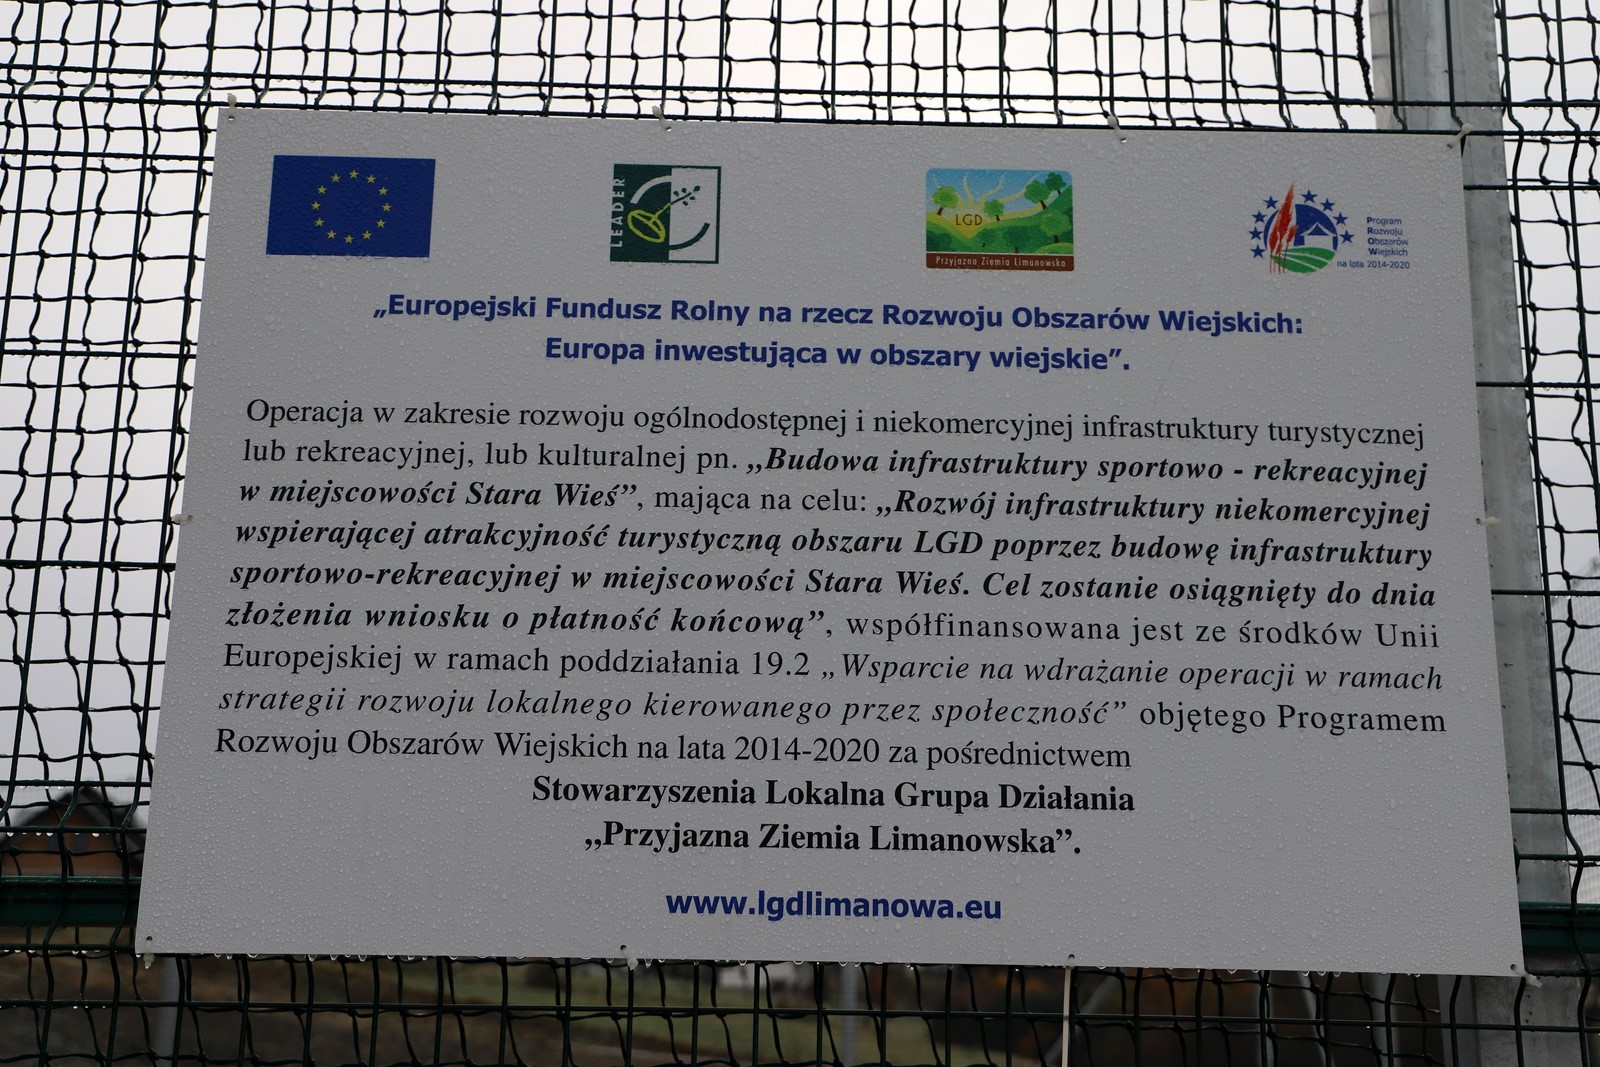 LEADER
LGD
Przyjazna Ziemia Limanowska
Program
Rozwoju
Obszarów
Wiejskich
na lata 2014-2020
„Europejski Fundusz Rolny na rzecz Rozwoju Obszarów Wiejskich:
Europa inwestująca w obszary wiejskie”.
Operacja w zakresie rozwoju ogólnodostępnej i niekomercyjnej infrastruktury turystycznej
lub rekreacyjnej, lub kulturalnej pn. „Budowa infrastruktury sportowo - rekreacyjnej
w miejscowości Stara Wieś”, mająca na celu: „Rozwój infrastruktury niekomercyjnej
wspierającej atrakcyjność turystyczną obszaru LGD poprzez budowę infrastruktury
sportowo-rekreacyjnej w miejscowości Stara Wieś. Cel zostanie osiągnięty do dnia
złożenia wniosku o płatność końcową”, współfinansowana jest ze środków Unii
Europejskiej w ramach poddziałania 19.2 „Wsparcie na wdrażanie operacji w ramach
strategii rozwoju lokalnego kierowanego przez społeczność” objętego Programem
Rozwoju Obszarów Wiejskich na lata 2014-2020 za pośrednictwem
Stowarzyszenia Lokalna Grupa Działania
„Przyjazna Ziemia Limanowska”.
www.lgdlimanowa.eu